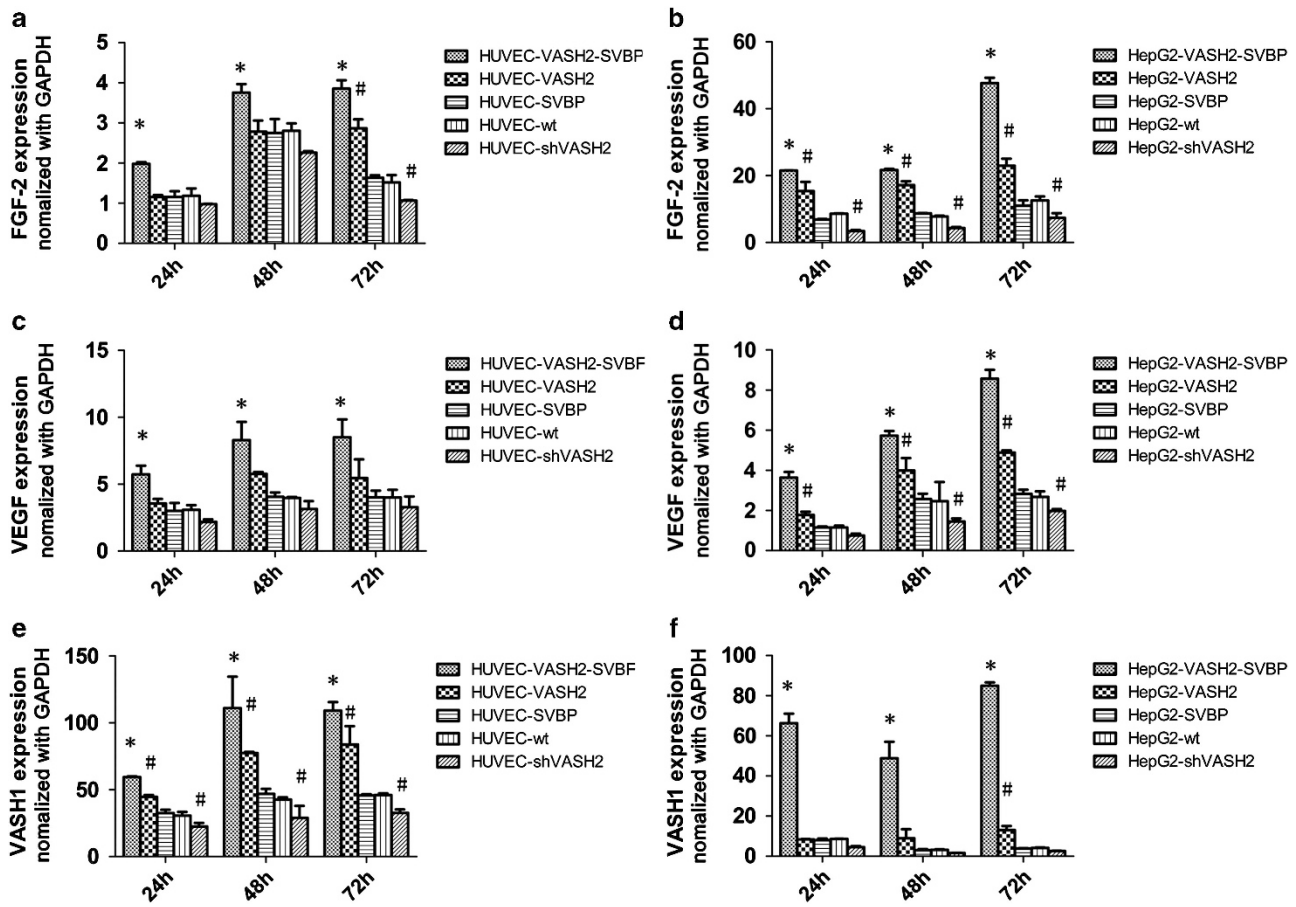 a
FGF-2 expression
nomalized with GAPDH
5
4
3
2
1
0
* * * # #
24h 48h 72h
HUVEC-VASH2-SVBP
HUVEC-VASH2
HUVEC-SVBP
HUVEC-wt
HUVEC-shVASH2
b
FGF-2 expression
nomalized with GAPDH
60
40
20
0
* # # * # # * # #
24h 48h 72h
HepG2-VASH2-SVBP
HepG2-VASH2
HepG2-SVBP
HepG2-wt
HepG2-shVASH2
c
VEGF expression
nomalized with GAPDH
15
10
5
0
* * *
24h 48h 72h
HUVEC-VASH2-SVBF
HUVEC-VASH2
HUVEC-SVBP
HUVEC-wt
HUVEC-shVASH2
d
VEGF expression
nomalized with GAPDH
10
8
6
4
2
0
* # * # # * # #
24h 48h 72h
HepG2-VASH2-SVBP
HepG2-VASH2
HepG2-SVBP
HepG2-wt
HepG2-shVASH2
e
VASH1 expression
nomalized with GAPDH
150
100
50
0
* # # * # # * # #
24h 48h 72h
HUVEC-VASH2-SVBF
HUVEC-VASH2
HUVEC-SVBP
HUVEC-wt
HUVEC-shVASH2
f
VASH1 expression
nomalized with GAPDH
100
80
60
40
20
0
* * * #
24h 48h 72h
HepG2-VASH2-SVBP
HepG2-VASH2
HepG2-SVBP
HepG2-wt
HepG2-shVASH2